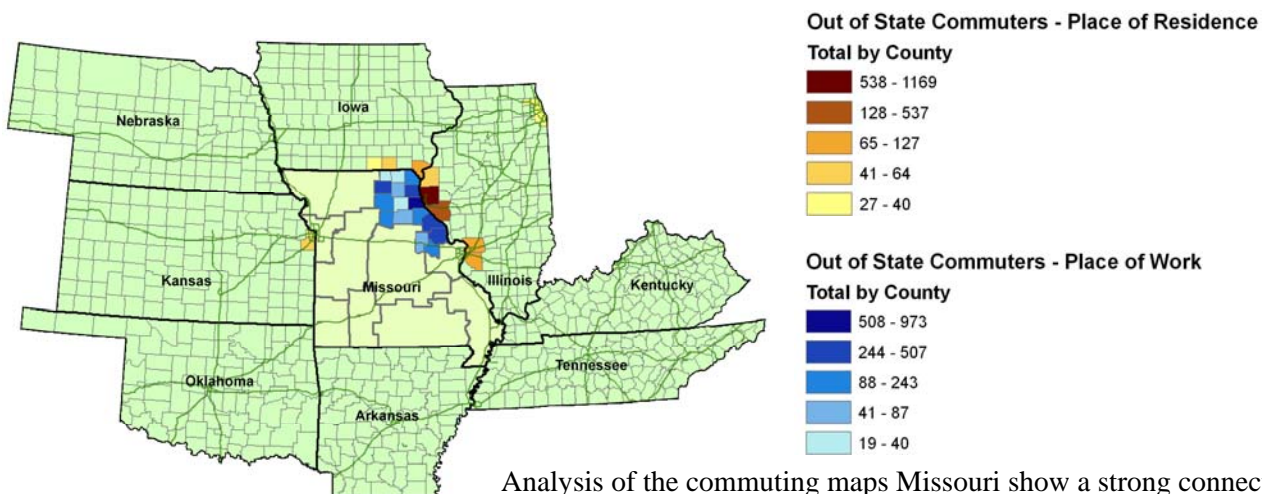 Iowa
Nebraska
Kansas
Missouri
Illinois
Kentucky
Oklahoma
Tennessee
Arkansas
Out of State Commuters - Place of Residence
Total by County
538 - 1169
128 - 537
65 - 127
41 - 64
27 - 40
Out of State Commuters - Place of Work
Total by County
508 - 973
244 - 507
88 - 243
41 - 87
19 - 40
Analysis of the commuting maps Missouri show a strong connec